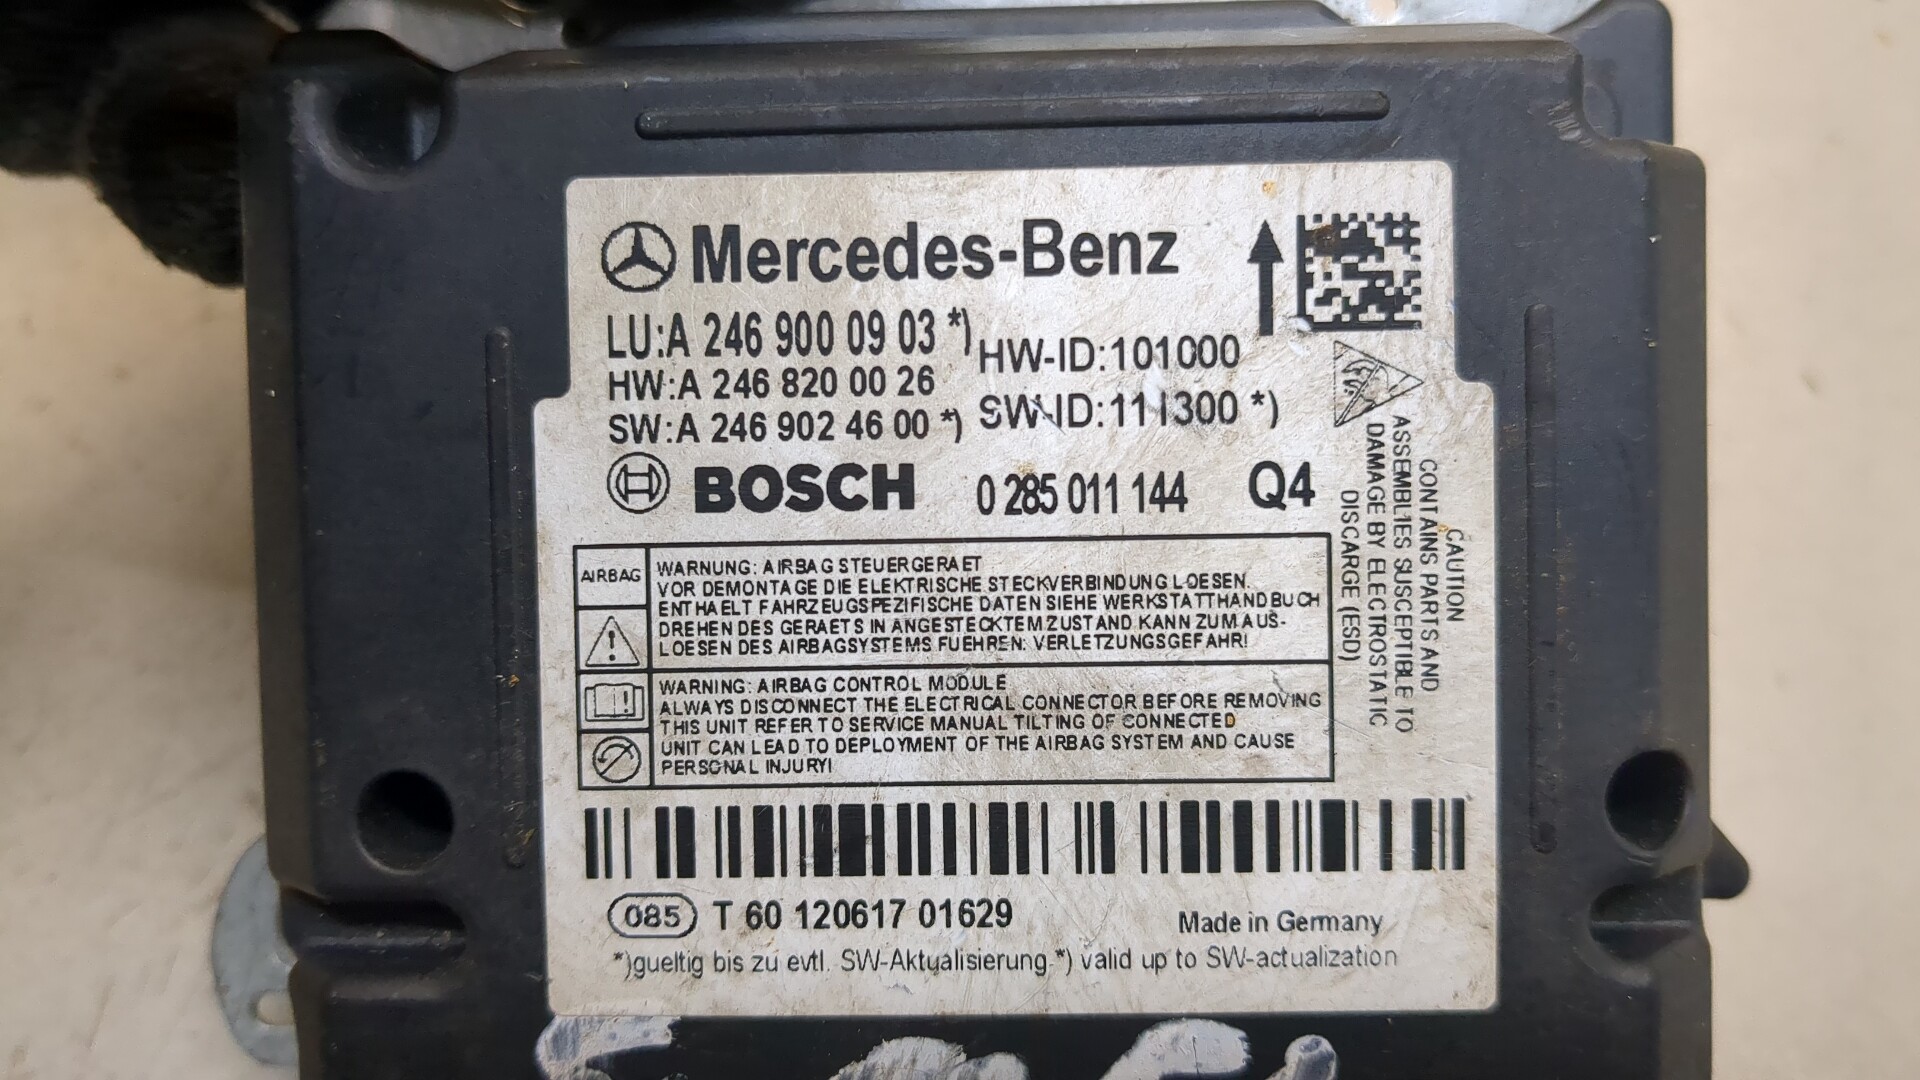 Mercedes-Benz
LU:A 246 900 09 03 *)
HW-ID:101000
HW:A 246 820 00 26
SW:A 246 902 46 00 *)
SW-ID:111300 *)
BOSCH 0 285 011 144 Q4
CAUTION
CONTAINS PARTS AND
ASSEMBLIES SUSCEPTIBLE TO
DAMAGE BY ELECTROSTATIC
DISCARGE (ESD)
AIRBAG
WARNUNG: AIRBAG STEUERGERAET
VOR DEMONTAGE DIE ELEKTRISCHE STECKVERBINDUNG LOESEN.
ENTHAELT FAHRZEUGSPEZIFISCHE DATEN SIEHE WERKSTATTHANDBUCH
DREHEN DES GERAETS IN ANGESTECKTEM ZUSTAND KANN ZUM AUS-
LOESEN DES AIRBAGSYSTEMS FUEHREN: VERLETZUNGSGEFAHR!
WARNING: AIRBAG CONTROL MODULE
ALWAYS DISCONNECT THE ELECTRICAL CONNECTOR BEFORE REMOVING
THIS UNIT REFER TO SERVICE MANUAL TILTING OF CONNECTED
UNIT CAN LEAD TO DEPLOYMENT OF THE AIRBAG SYSTEM AND CAUSE
PERSONAL INJURY!
085 T 60 120617 01629
Made in Germany
*)gueltig bis zu evtl. SW-Aktualisierung *) valid up to SW-actualization